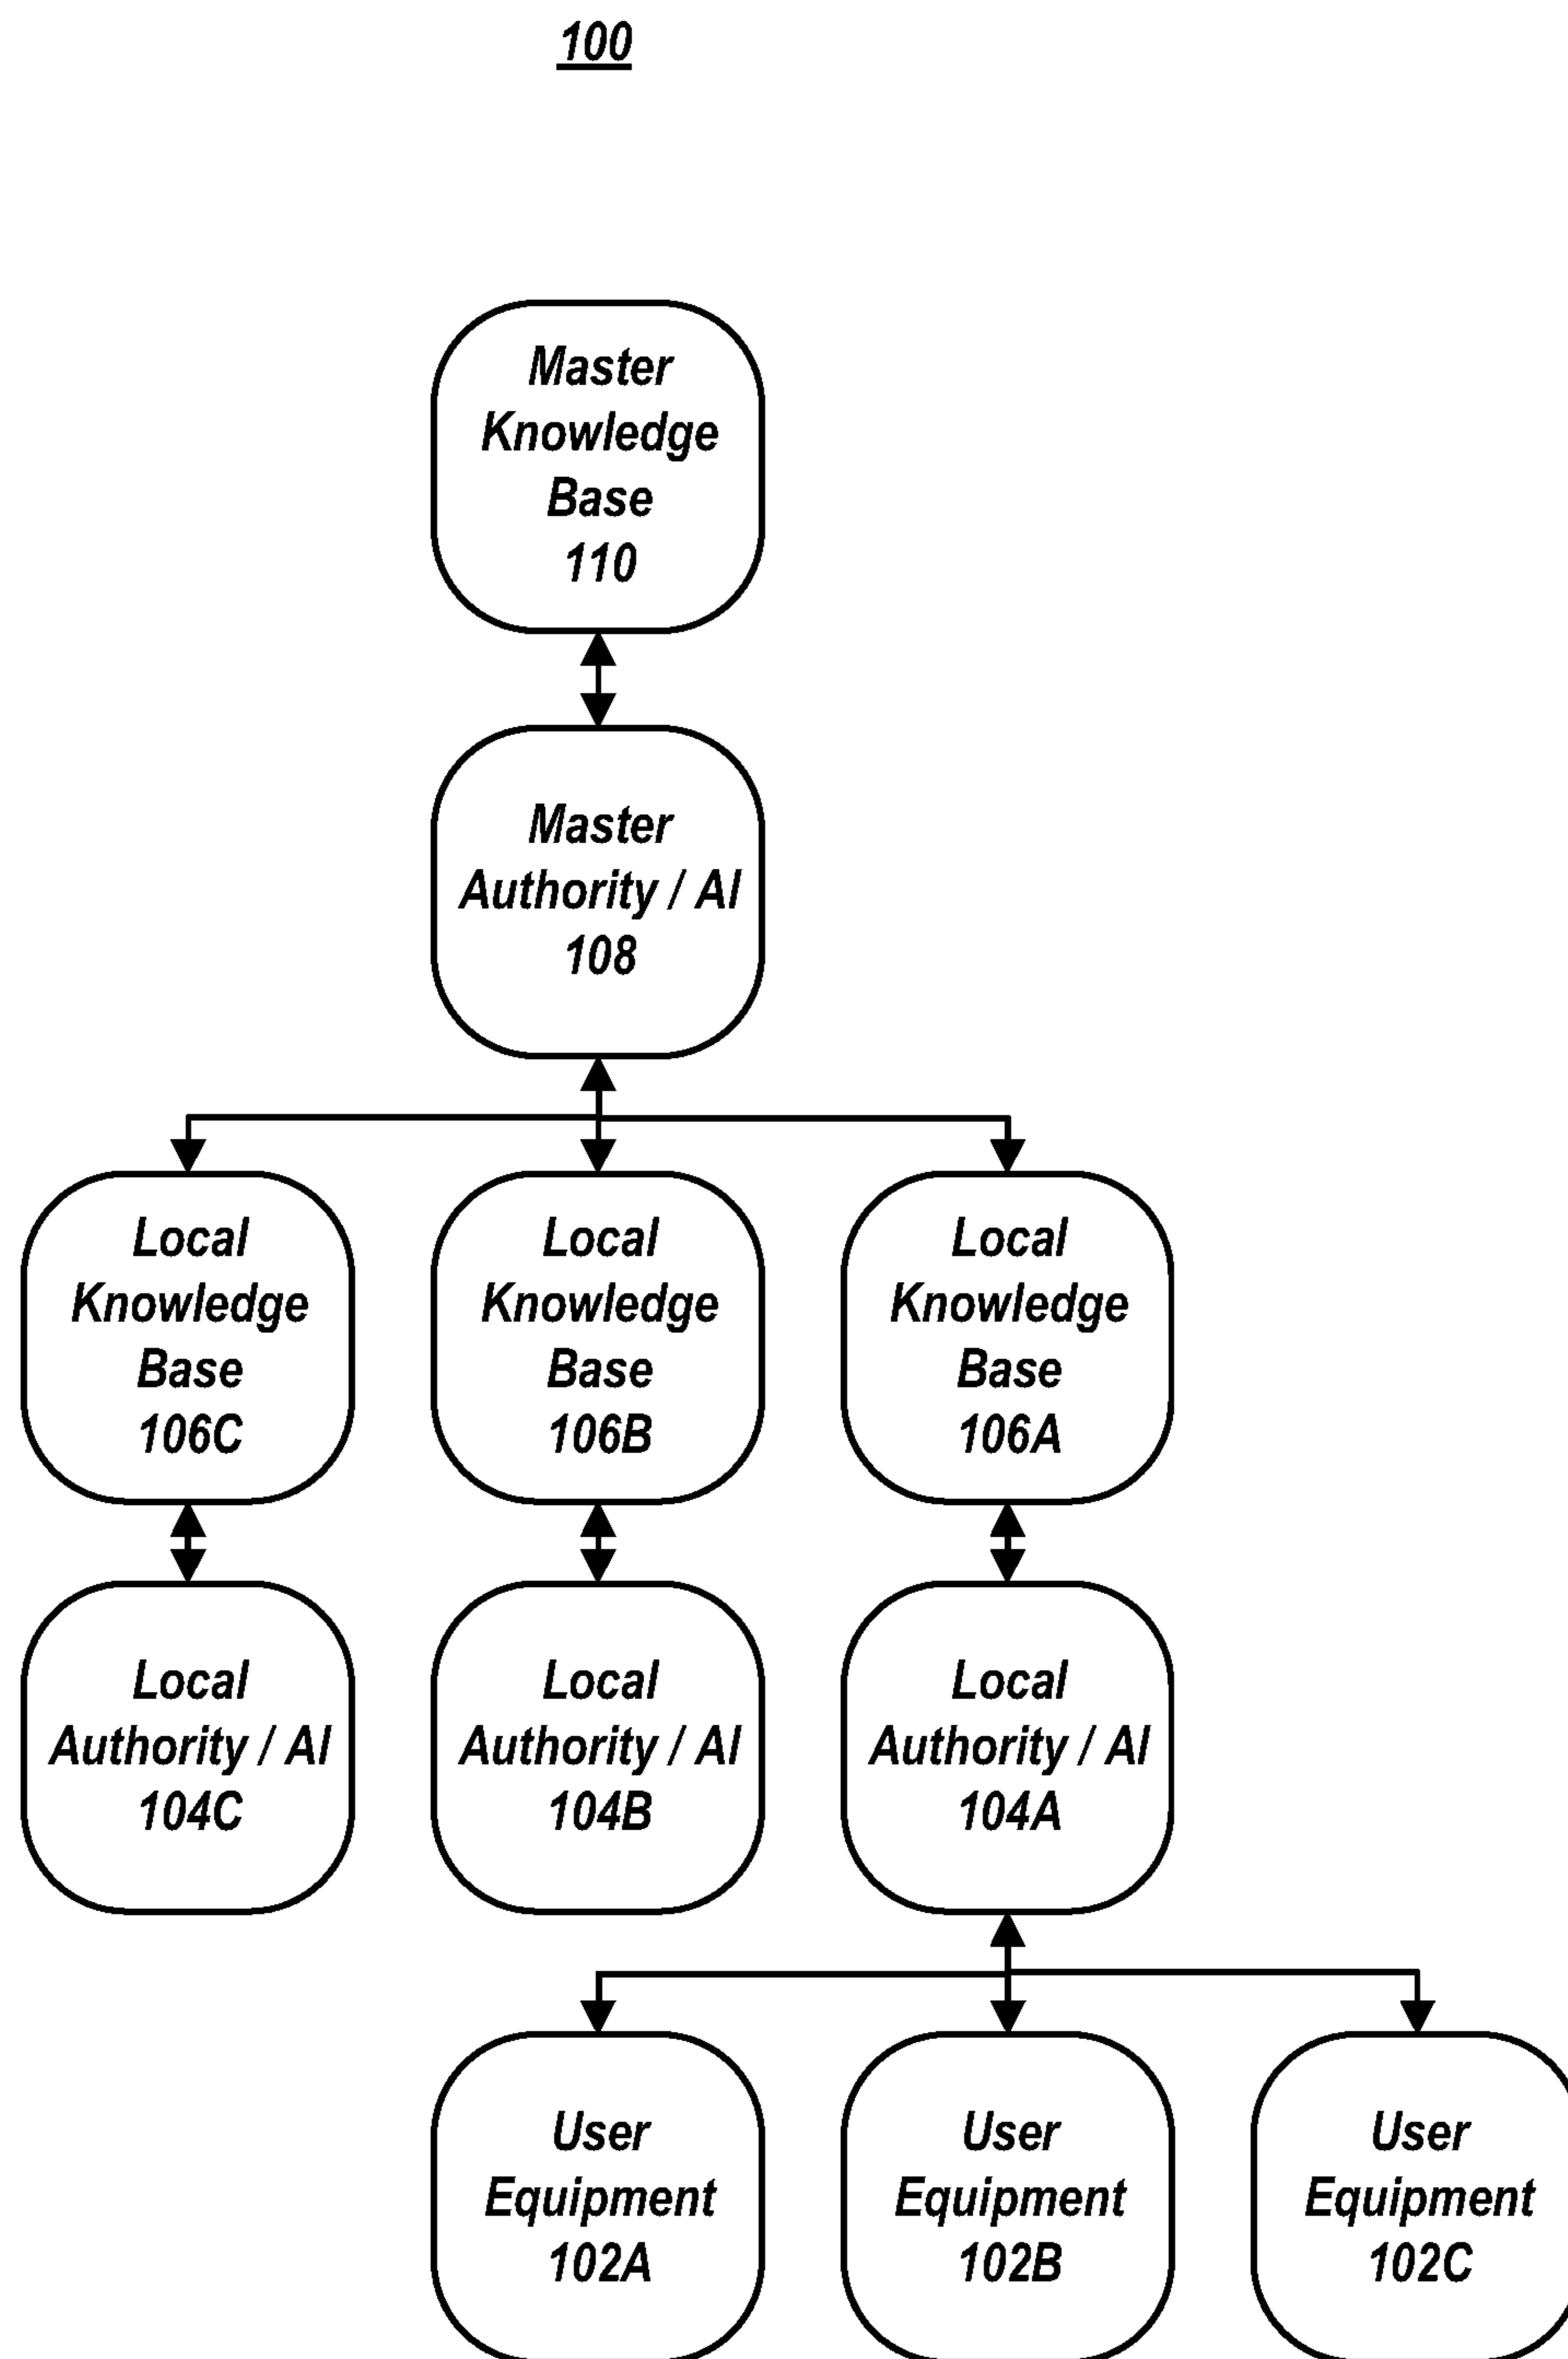 100
Master
Knowledge
Base
110
Master
Authority / AI
108
Local
Knowledge
Base
106C
Local
Knowledge
Base
106B
Local
Knowledge
Base
106A
Local
Authority / AI
104C
Local
Authority / AI
104B
Local
Authority / AI
104A
User
Equipment
102A
User
Equipment
102B
User
Equipment
102C